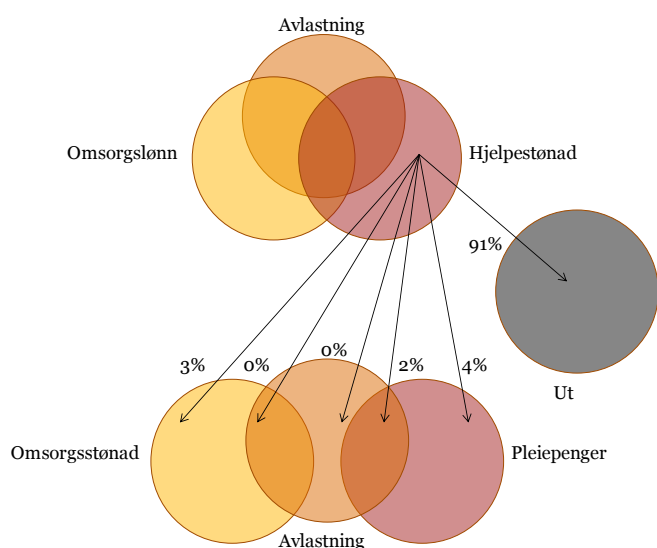 Avlastning
Omsorgslønn
Hjelpestønad
91%
3%
0%
0%
2%
4%
Ut
Omsorgsstønad
Pleiepenger
Avlastning